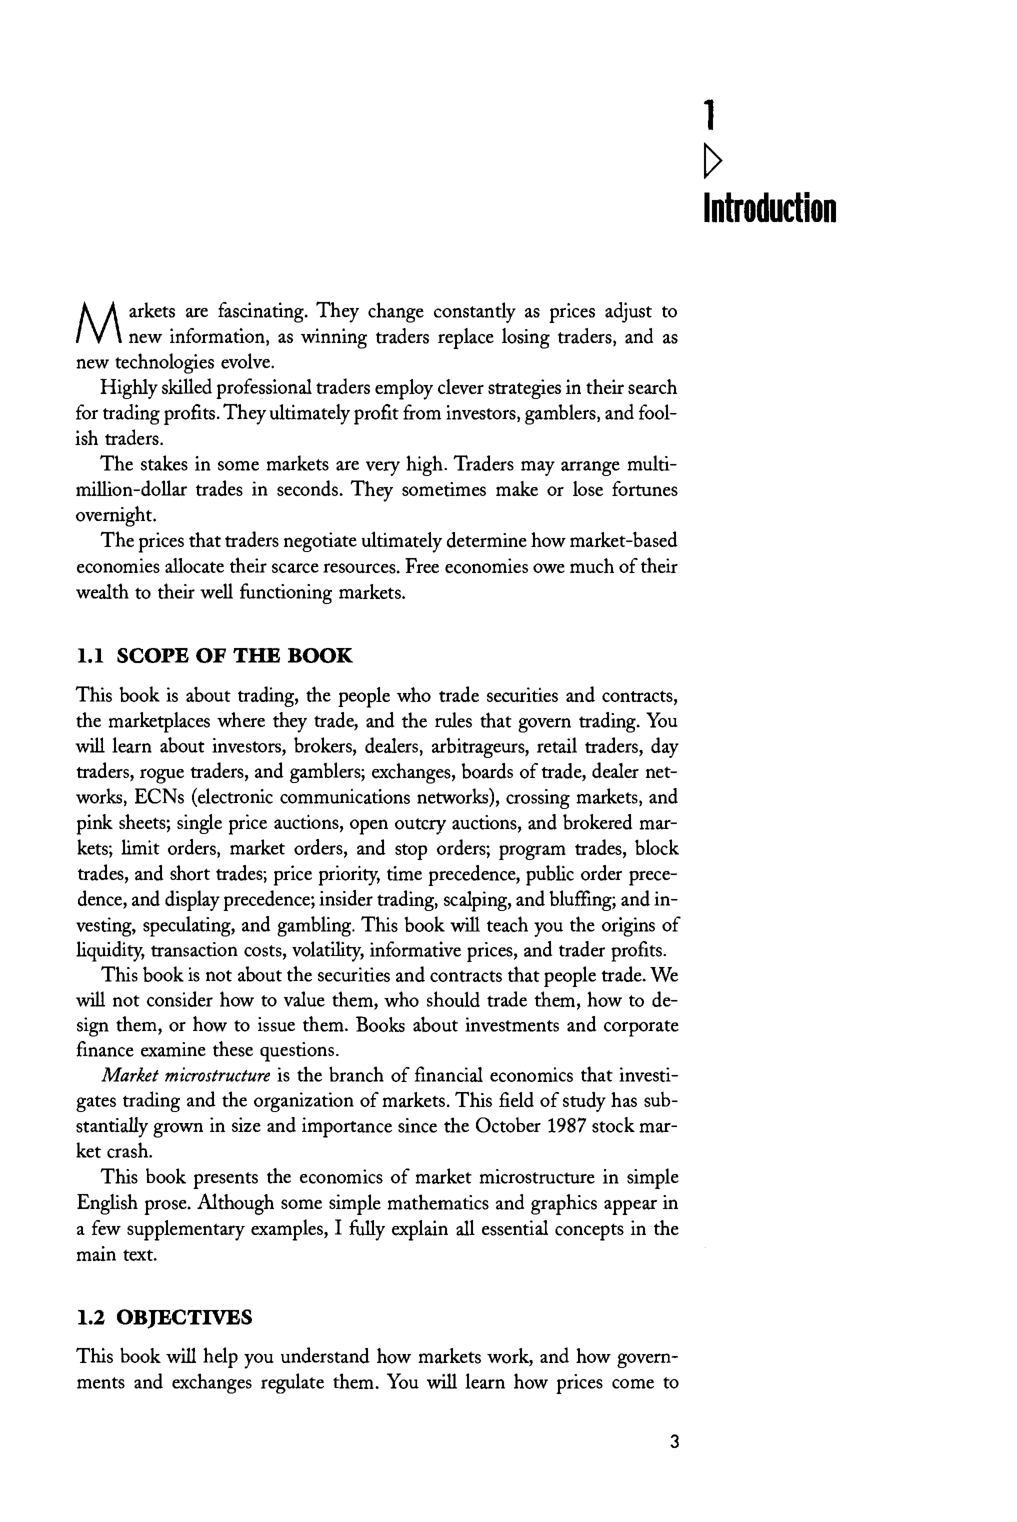 1
Introduction
Markets are fascinating. They change constantly as prices adjust to
new information, as winning traders replace losing traders, and as
new technologies evolve.
Highly skilled professional traders employ clever strategies in their search
for trading profits. They ultimately profit from investors, gamblers, and fool-
ish traders.
The stakes in some markets are very high. Traders may arrange multi-
million-dollar trades in seconds. They sometimes make or lose fortunes
overnight.
The prices that traders negotiate ultimately determine how market-based
economies allocate their scarce resources. Free economies owe much of their
wealth to their well functioning markets.
1.1 SCOPE OF THE BOOK
This book is about trading, the people who trade securities and contracts,
the marketplaces where they trade, and the rules that govern trading. You
will learn about investors, brokers, dealers, arbitrageurs, retail traders, day
traders, rogue traders, and gamblers; exchanges, boards of trade, dealer net-
works, ECNs (electronic communications networks), crossing markets, and
pink sheets; single price auctions, open outcry auctions, and brokered mar-
kets; limit orders, market orders, and stop orders; program trades, block
trades, and short trades; price priority, time precedence, public order prece-
dence, and display precedence; insider trading, scalping, and bluffing; and in-
vesting, speculating, and gambling. This book will teach you the origins of
liquidity, transaction costs, volatility, informative prices, and trader profits.
This book is not about the securities and contracts that people trade. We
will not consider how to value them, who should trade them, how to de-
sign them, or how to issue them. Books about investments and corporate
finance examine these questions.
Market microstructure is the branch of financial economics that investi-
gates trading and the organization of markets. This field of study has sub-
stantially grown in size and importance since the October 1987 stock mar-
ket crash.
This book presents the economics of market microstructure in simple
English prose. Although some simple mathematics and graphics appear in
a few supplementary examples, I fully explain all essential concepts in the
main text.
1.2 OBJECTIVES
This book will help you understand how markets work, and how govern-
ments and exchanges regulate them. You will learn how prices come to
3